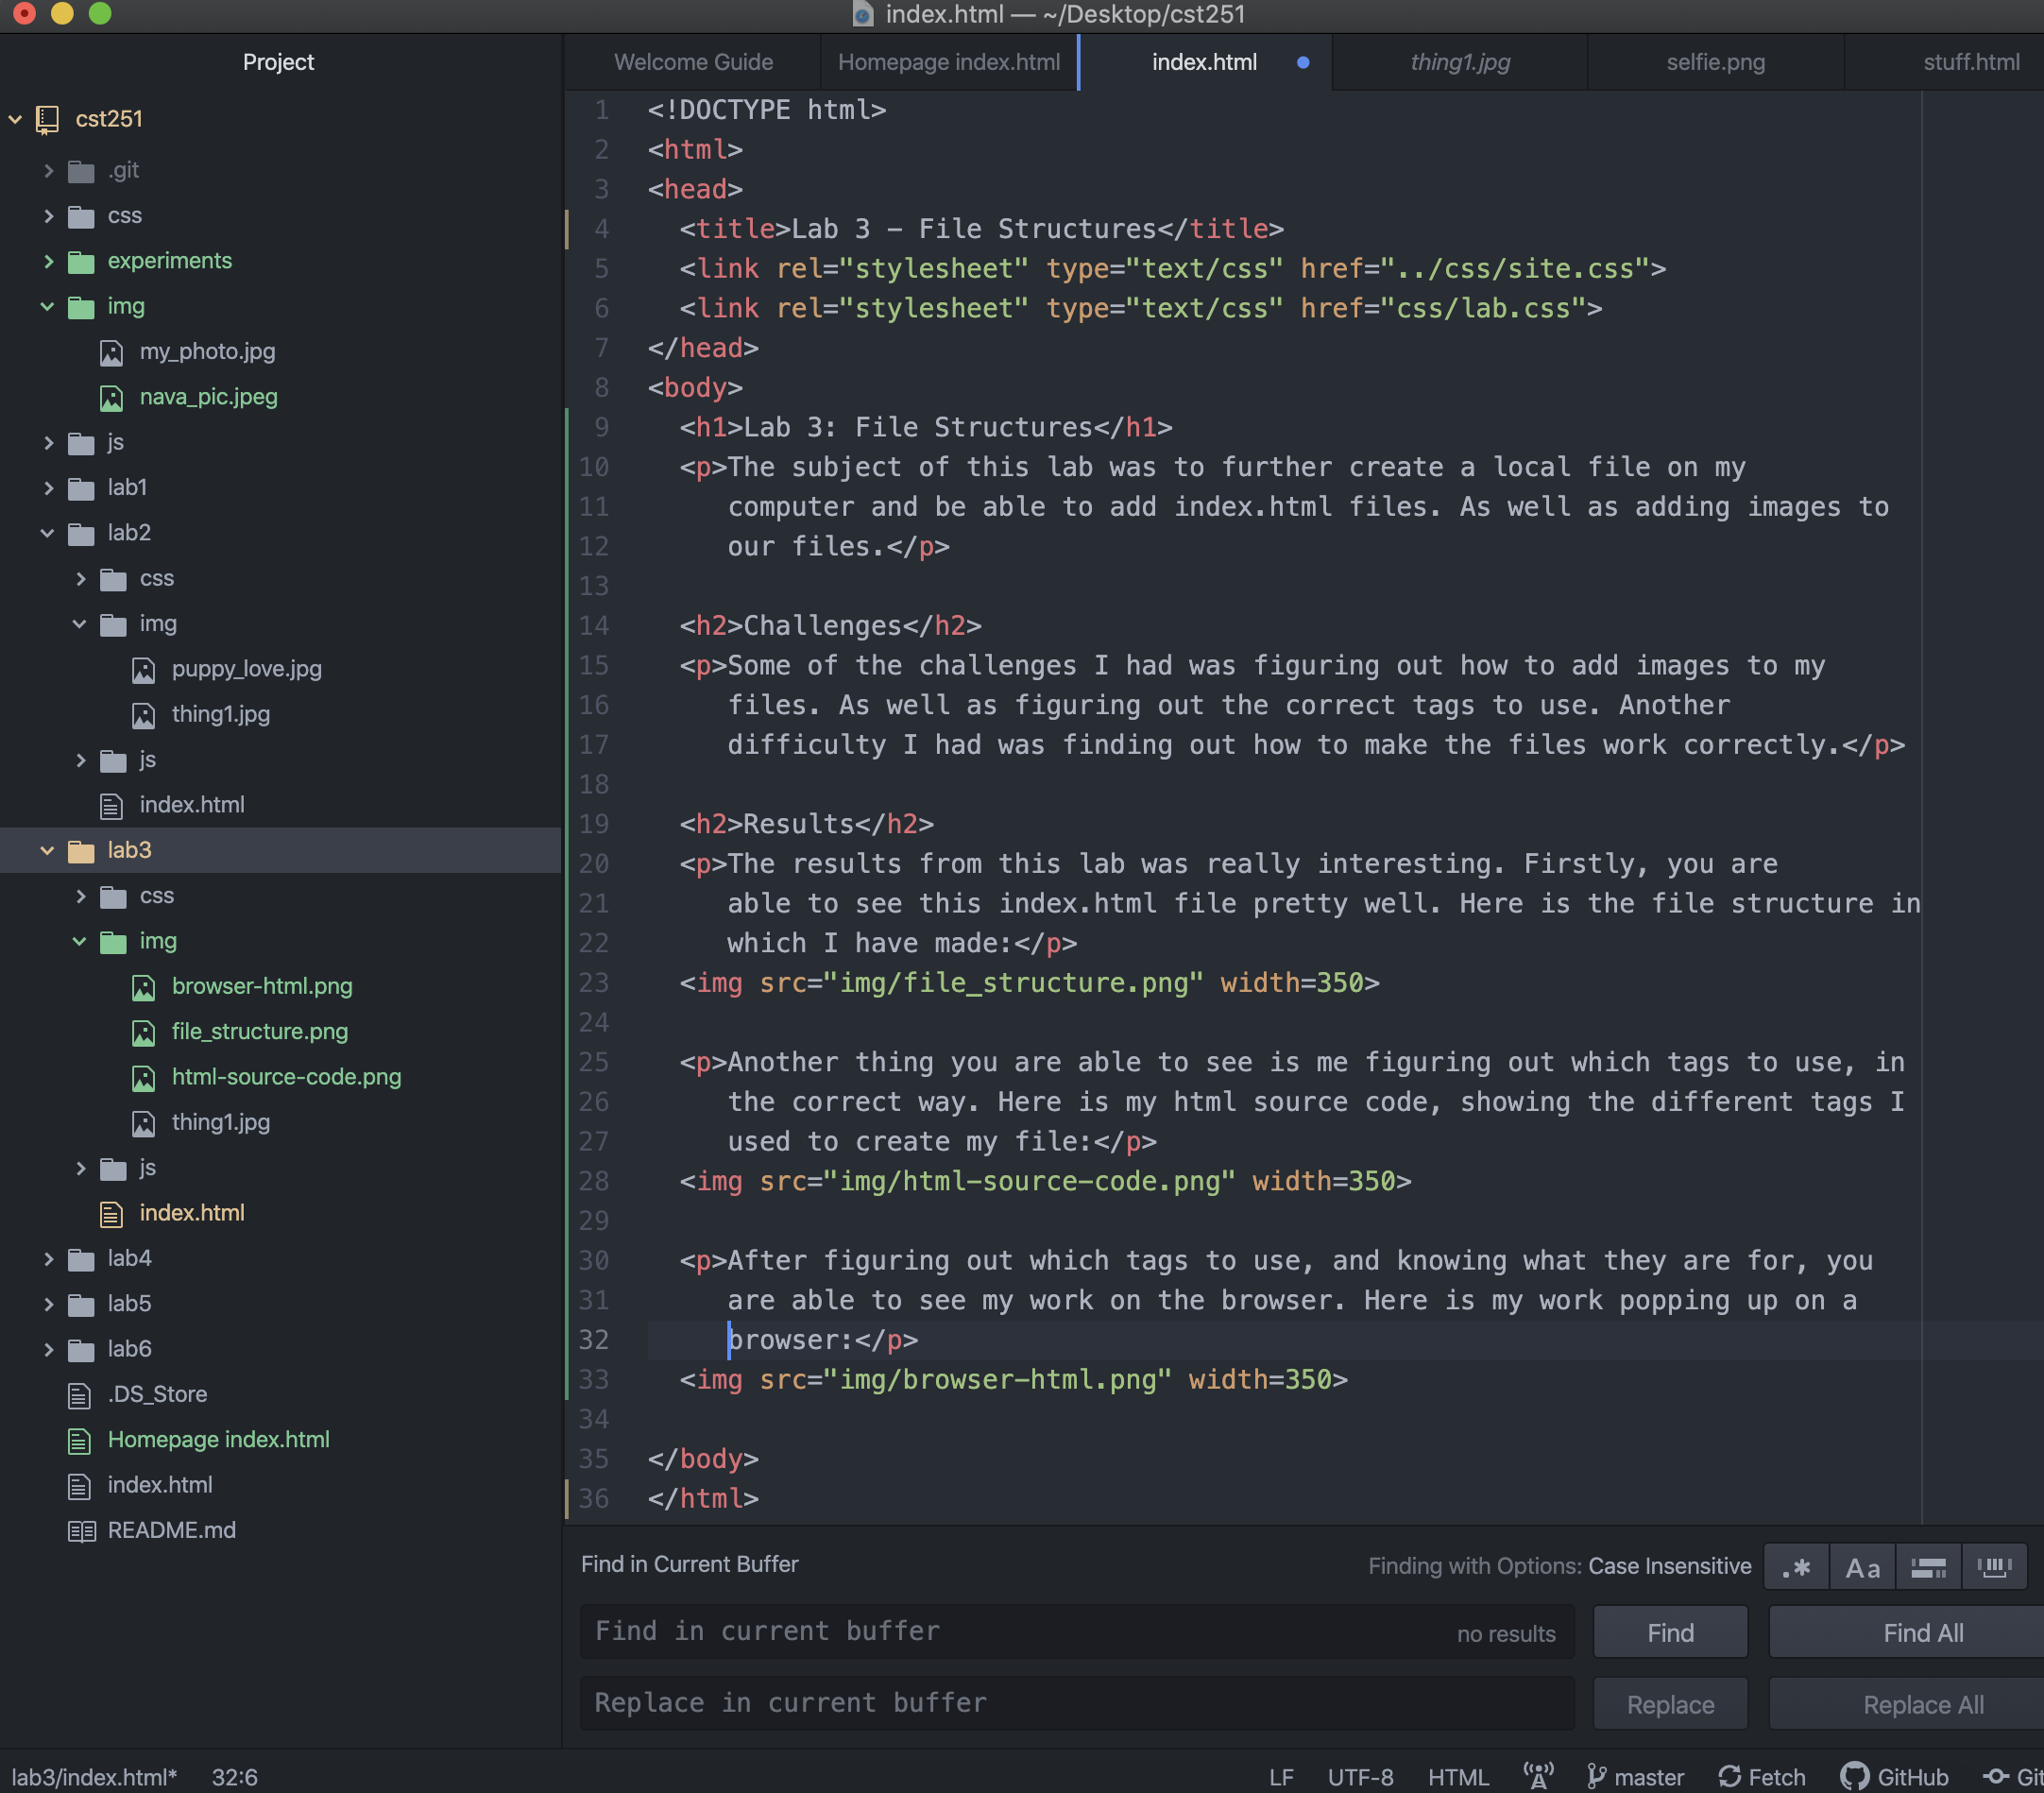 index.html — ~/Desktop/cst251
Project
cst251
.git
css
experiments
img
my_photo.jpg
nava_pic.jpeg
js
lab1
lab2
css
img
puppy_love.jpg
thing1.jpg
js
index.html
lab3
css
img
browser-html.png
file_structure.png
html-source-code.png
thing1.jpg
js
index.html
lab4
lab5
lab6
.DS_Store
Homepage index.html
index.html
README.md
Welcome Guide
Homepage index.html
index.html
thing1.jpg
selfie.png
stuff.html
1 <!DOCTYPE html>
2 <html>
3 <head>
4 <title>Lab 3 - File Structures</title>
5 <link rel="stylesheet" type="text/css" href="../css/site.css">
6 <link rel="stylesheet" type="text/css" href="css/lab.css">
7 </head>
8 <body>
9 <h1>Lab 3: File Structures</h1>
10 <p>The subject of this lab was to further create a local file on my
11 computer and be able to add index.html files. As well as adding images to
12 our files.</p>
13
14 <h2>Challenges</h2>
15 <p>Some of the challenges I had was figuring out how to add images to my
16 files. As well as figuring out the correct tags to use. Another
17 difficulty I had was finding out how to make the files work correctly.</p>
18
19 <h2>Results</h2>
20 <p>The results from this lab was really interesting. Firstly, you are
21 able to see this index.html file pretty well. Here is the file structure in
22 which I have made:</p>
23 <img src="img/file_structure.png" width=350>
24
25 <p>Another thing you are able to see is me figuring out which tags to use, in
26 the correct way. Here is my html source code, showing the different tags I
27 used to create my file:</p>
28 <img src="img/html-source-code.png" width=350>
29
30 <p>After figuring out which tags to use, and knowing what they are for, you
31 are able to see my work on the browser. Here is my work popping up on a
32 browser:</p>
33 <img src="img/browser-html.png" width=350>
34
35 </body>
36 </html>
Find in Current Buffer
Finding with Options: Case Insensitive
.* Aa
Find in current buffer
no results
Find
Find All
Replace in current buffer
Replace
Replace All
lab3/index.html* 32:6
LF UTF-8 HTML master Fetch GitHub Git